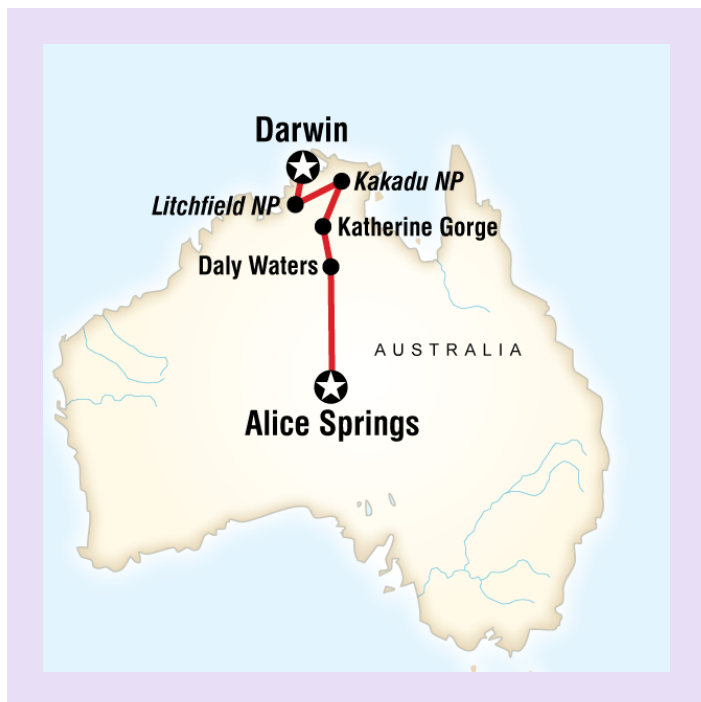 Darwin
Kakadu NP
Litchfield NP
Katherine Gorge
Daly Waters
AUSTRALIA
Alice Springs